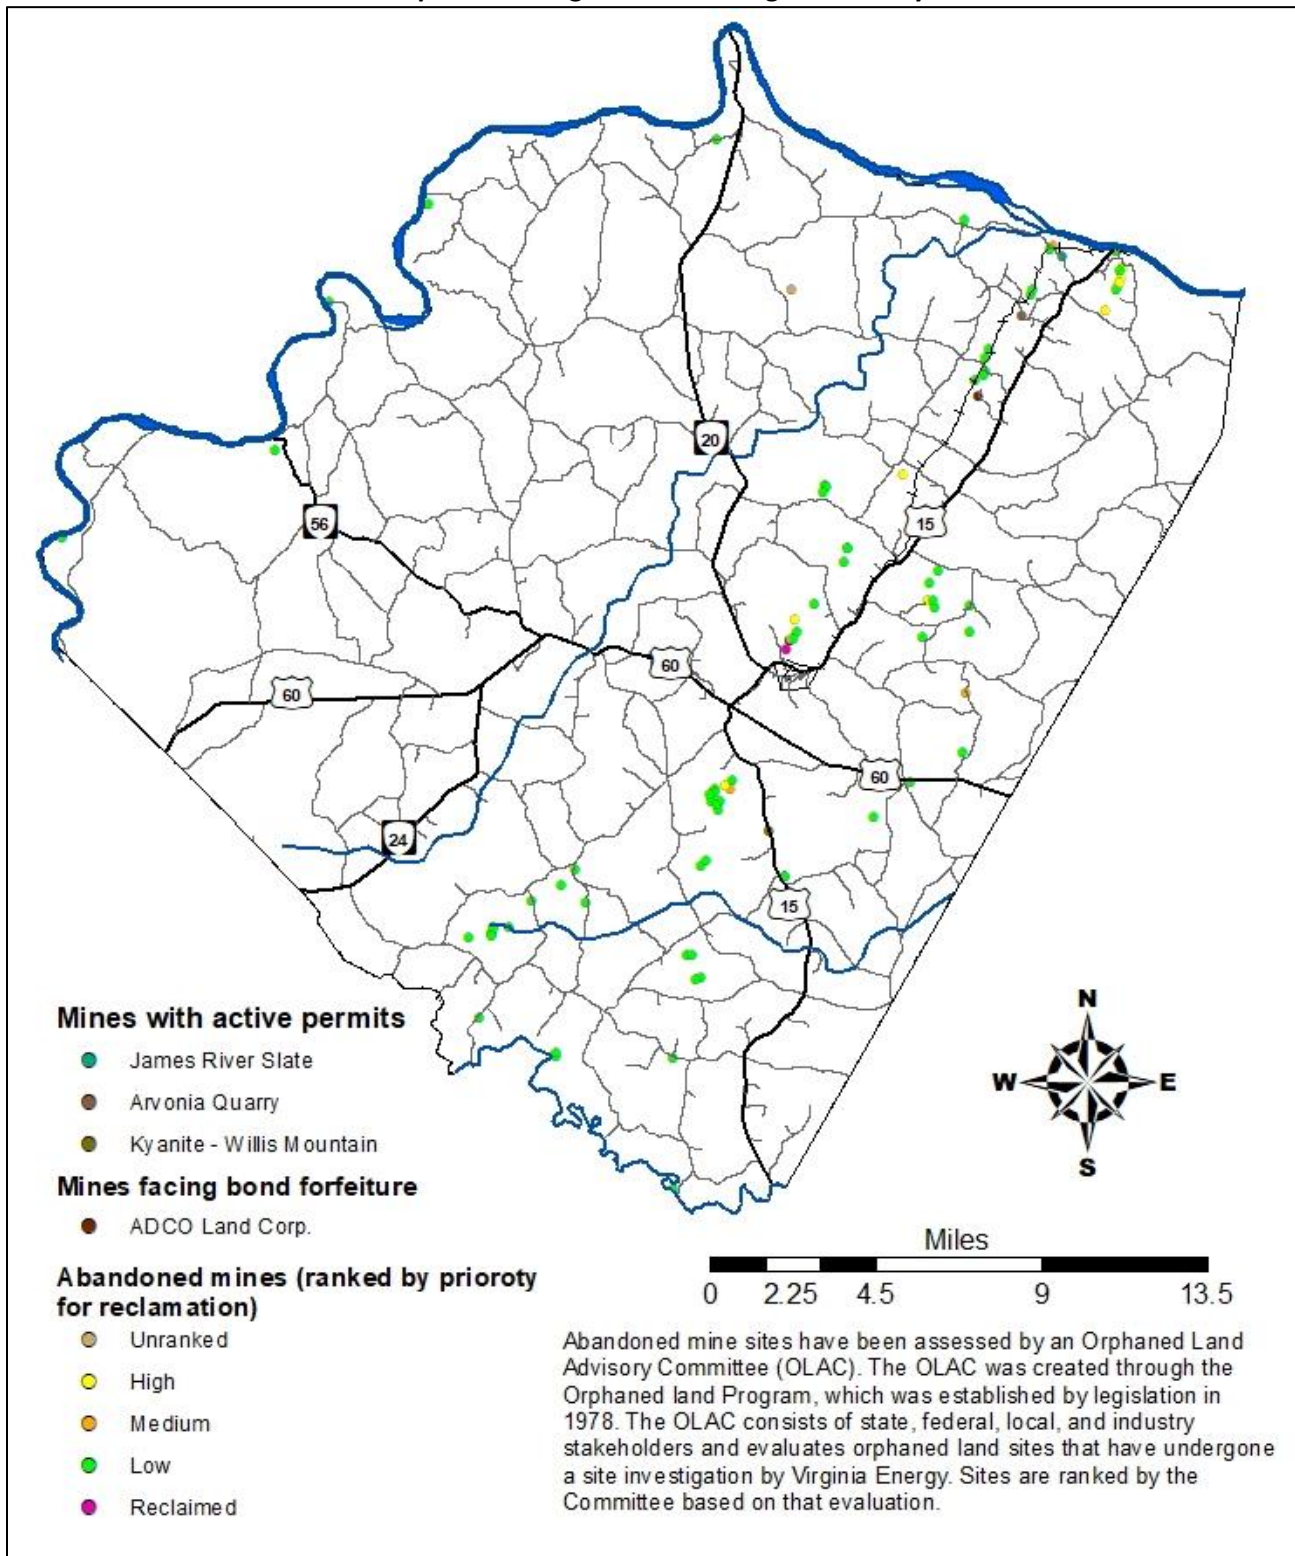 20
15
56
60
60
60
24
15
N
W E
S
Mines with active permits
James River Slate
Arvonia Quarry
Kyanite - Willis Mountain
Mines facing bond forfeiture
ADCO Land Corp.
Abandoned mines (ranked by prioroty
for reclamation)
Unranked
High
Medium
Low
Reclaimed
Miles
0 2.25 4.5 9 13.5
Abandoned mine sites have been assessed by an Orphaned Land
Advisory Committee (OLAC). The OLAC was created through the
Orphaned land Program, which was established by legislation in
1978. The OLAC consists of state, federal, local, and industry
stakeholders and evaluates orphaned land sites that have undergone
a site investigation by Virginia Energy. Sites are ranked by the
Committee based on that evaluation.